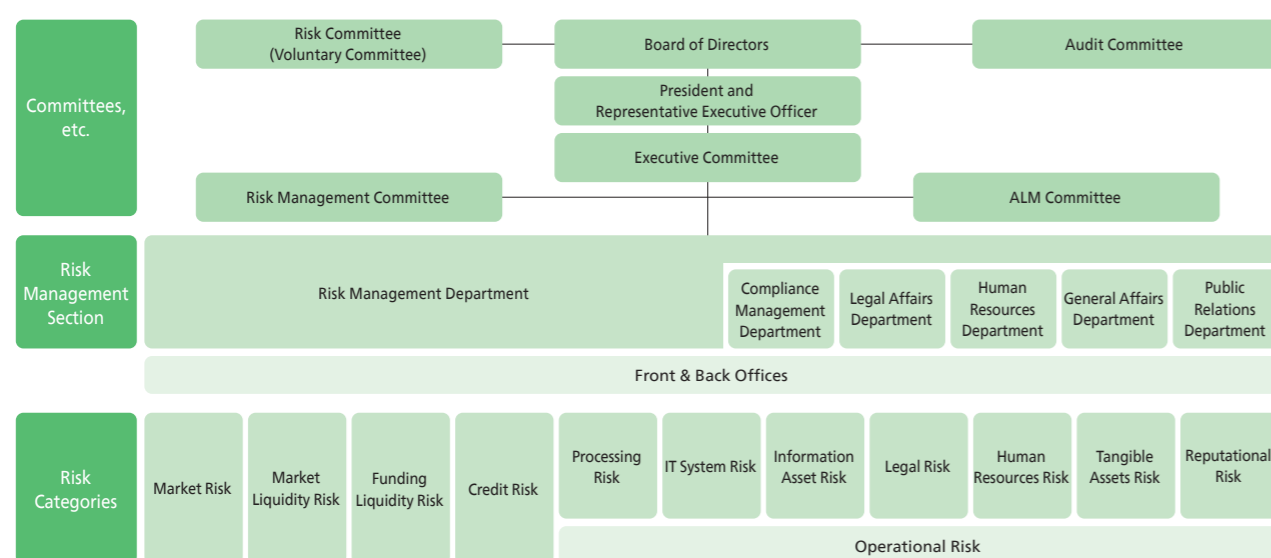 Committees,
etc.
Risk Committee
(Voluntary Committee)
Board of Directors
Audit Committee
President and
Representative Executive Officer
Executive Committee
Risk Management Committee
ALM Committee
Risk
Management
Section
Risk Management Department
Compliance
Management
Department
Legal Affairs
Department
Human
Resources
Department
General Affairs
Department
Public
Relations
Department
Front & Back Offices
Risk
Categories
Market Risk
Market
Liquidity Risk
Funding
Liquidity Risk
Credit Risk
Processing
Risk
IT System Risk
Information
Asset Risk
Legal Risk
Human
Resources Risk
Tangible
Assets Risk
Reputational
Risk
Operational Risk